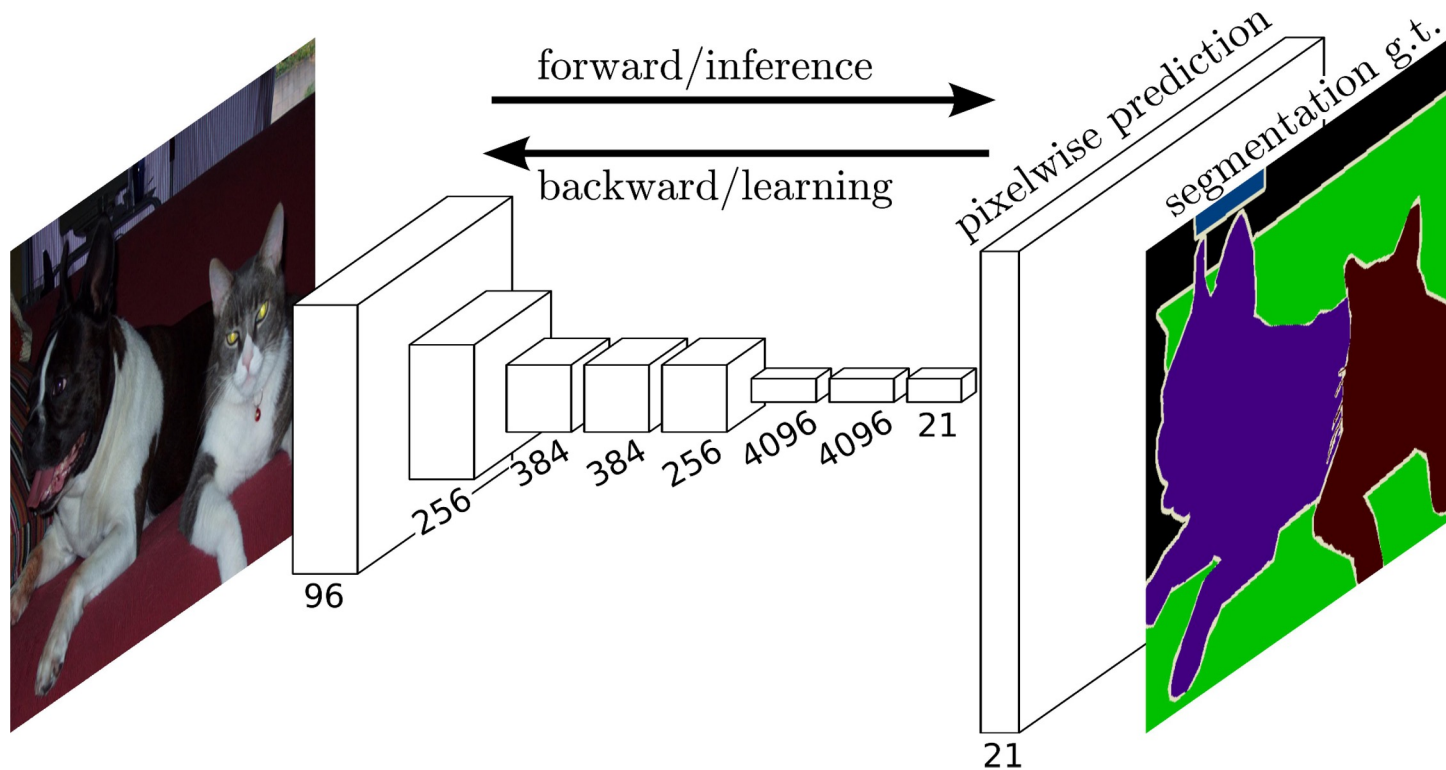 forward/inference
backward/learning
pixelwise prediction
segmentation g.t.
96
256
384
384
256
4096
4096
21
21